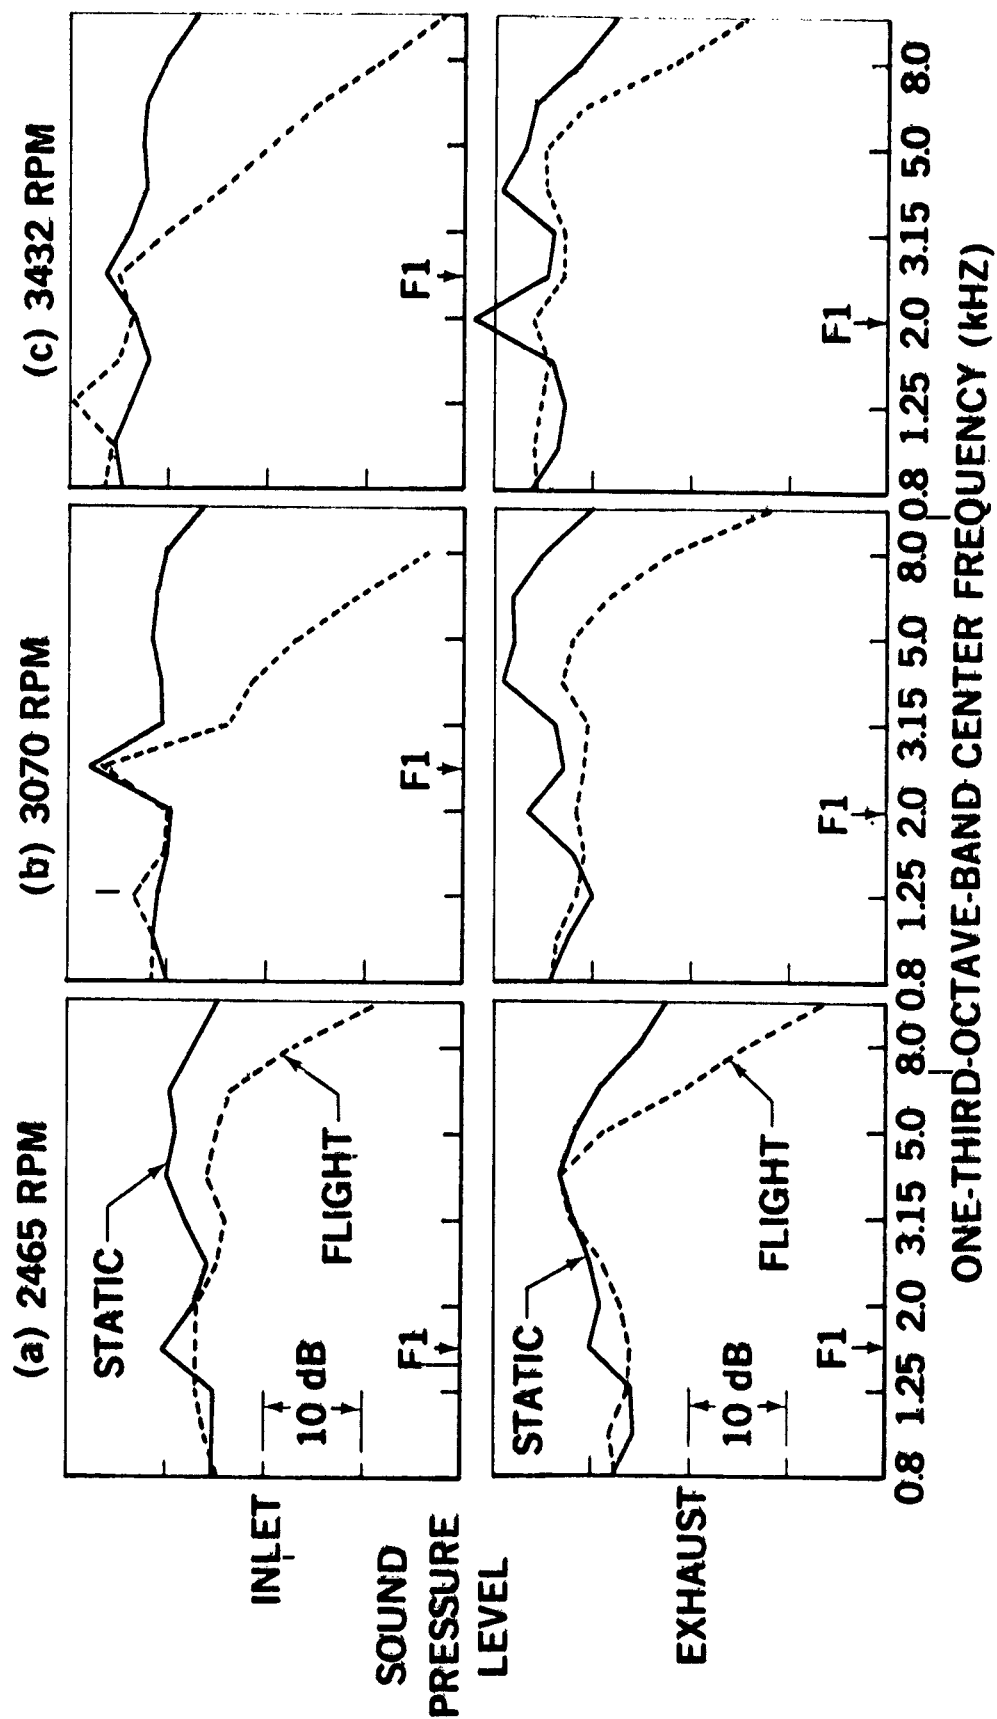 (a) 2465 RPM
(b) 3070 RPM
(c) 3432 RPM
INLET
STATIC
FLIGHT
10 dB
F1
F1
F1
SOUND
PRESSURE
LEVEL
EXHAUST
STATIC
FLIGHT
10 dB
F1
F1
F1
0.8 1.25 2.0 3.15 5.0 8.0 0.8 1.25 2.0 3.15 5.0 8.0 0.8 1.25 2.0 3.15 5.0 8.0
ONE-THIRD-OCTAVE-BAND CENTER FREQUENCY (kHZ)